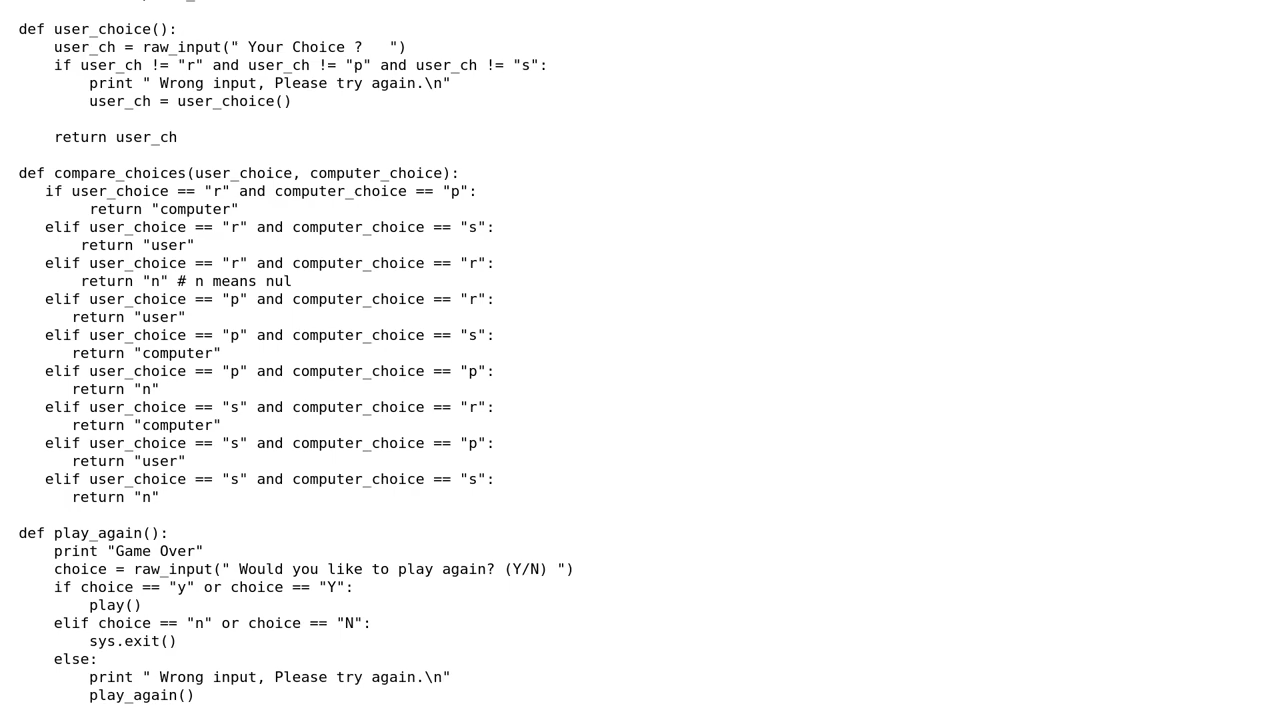 def user_choice():
    user_ch = raw_input(" Your Choice ?   ")
    if user_ch != "r" and user_ch != "p" and user_ch != "s":
        print " Wrong input, Please try again.\n"
        user_ch = user_choice()

    return user_ch

def compare_choices(user_choice, computer_choice):
   if user_choice == "r" and computer_choice == "p":
        return "computer"
   elif user_choice == "r" and computer_choice == "s":
       return "user"
   elif user_choice == "r" and computer_choice == "r":
       return "n" # n means nul
   elif user_choice == "p" and computer_choice == "r":
      return "user"
   elif user_choice == "p" and computer_choice == "s":
      return "computer"
   elif user_choice == "p" and computer_choice == "p":
      return "n"
   elif user_choice == "s" and computer_choice == "r":
      return "computer"
   elif user_choice == "s" and computer_choice == "p":
      return "user"
   elif user_choice == "s" and computer_choice == "s":
      return "n"

def play_again():
    print "Game Over"
    choice = raw_input(" Would you like to play again? (Y/N) ")
    if choice == "y" or choice == "Y":
        play()
    elif choice == "n" or choice == "N":
        sys.exit()
    else:
        print " Wrong input, Please try again.\n"
        play_again()